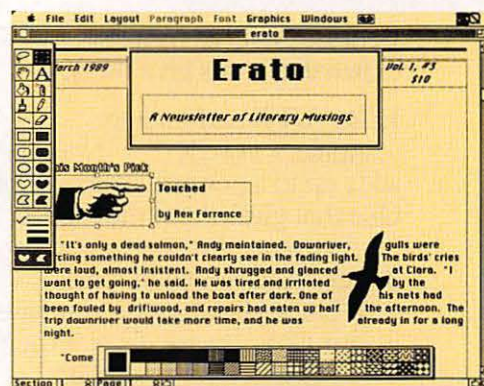 File Edit Layout Paragraph Font Graphics Windows
erato
arch 1989
Erato
Vol. 1, #3
$10
A Newsletter of Literary Musings
his Month's Pick
Touched
by Rex Farrance
"It's only a dead salmon," Andy maintained. Downriver, gulls were
rcling something he couldn't clearly see in the fading light. The birds' cries
were loud, almost insistent. Andy shrugged and glanced at Clara. "I
want to get going," he said. He was tired and irritated by the
thought of having to unload the boat after dark. One of his nets had
been fouled by driftwood, and repairs had eaten up half the afternoon. The
trip downriver would take more time, and he was already in for a long
night.
"Come
Section 1 Page 1